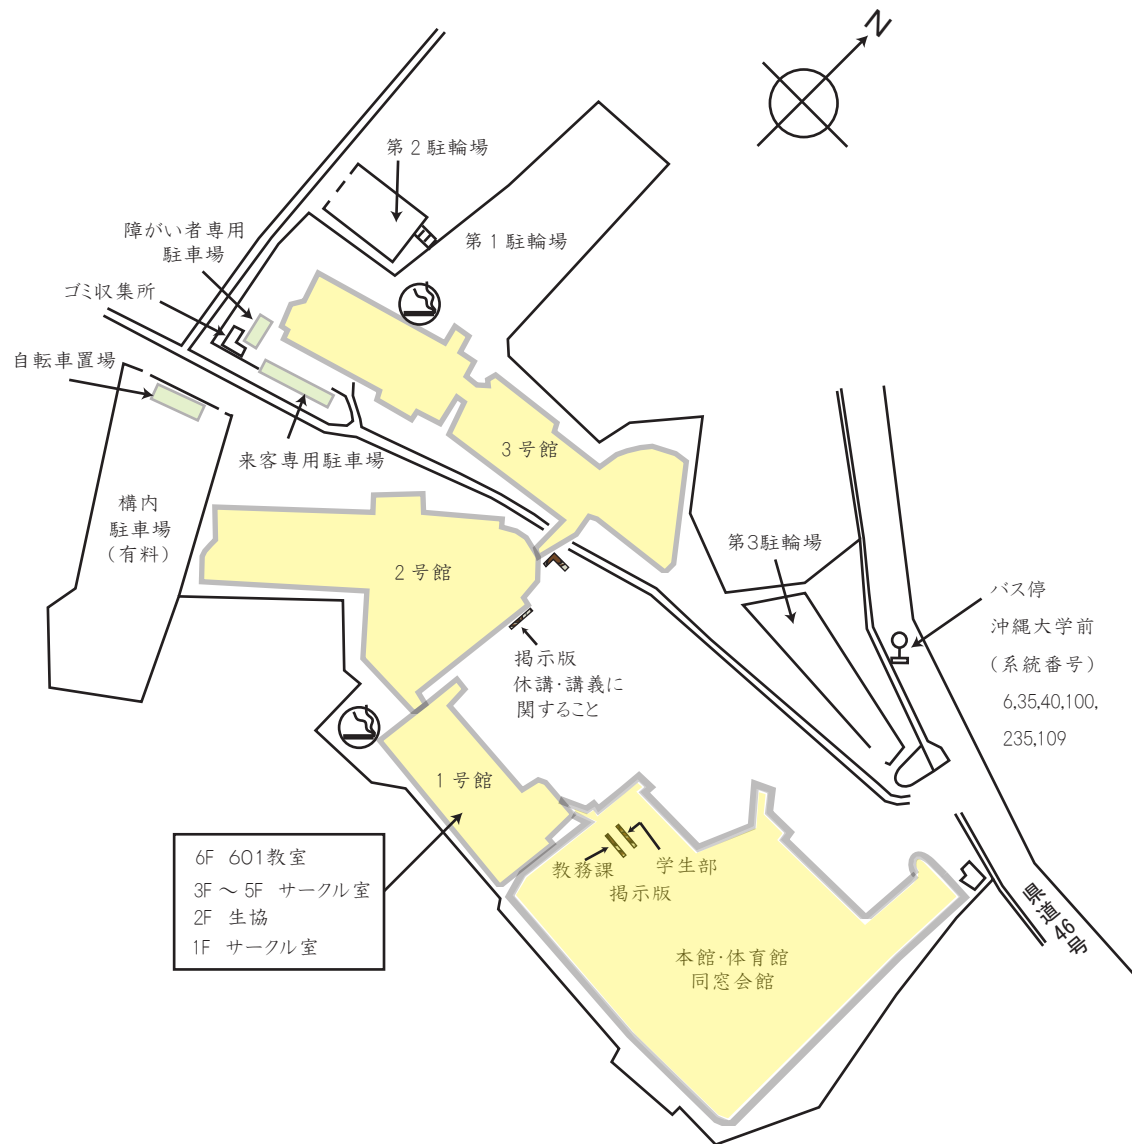 N
第2駐輪場
障がい者専用
駐車場
第1駐輪場
ゴミ収集所
自転車置場
来客専用駐車場
3号館
構内
駐車場
(有料)
2号館
第3駐輪場
バス停
沖縄大学前
(系統番号)
6,35,40,100,
235,109
掲示版
休講・講義に
関すること
1号館
6F 601教室
3F ～ 5F サークル室
2F 生協
1F サークル室
教務課
学生部
掲示版
県道46号
本館・体育館
同窓会館